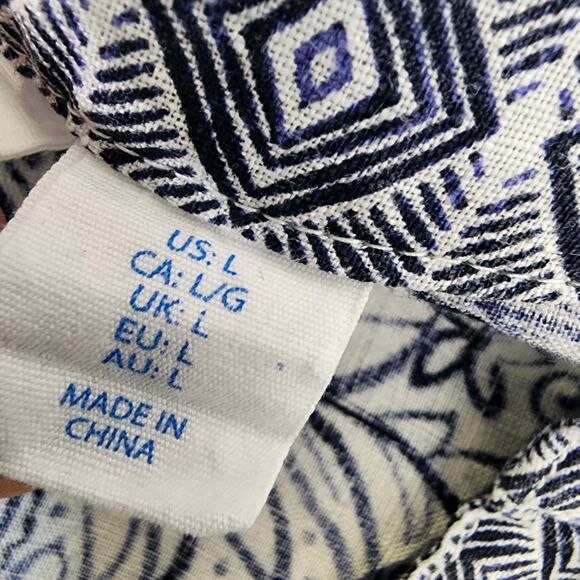 US: L
CA: L/G
UK: L
EU: L
AU: L
MADE IN
CHINA